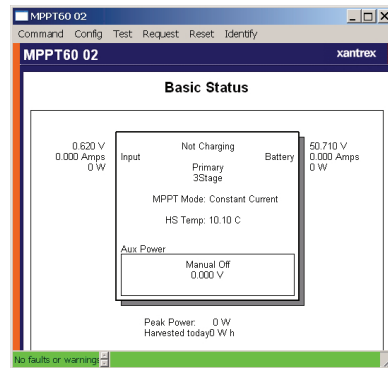 MPPT60 02
Command Config Test Request Reset Identify
MPPT60 02
xantrex
Basic Status
0.620 V
0.000 Amps
0 W
Input
Not Charging
Primary
3Stage
MPPT Mode: Constant Current
HS Temp: 10.10 C
Battery
50.710 V
0.000 Amps
0 W
Aux Power
Manual Off
0.000 V
Peak Power: 0 W
Harvested today0 W h
No faults or warnings